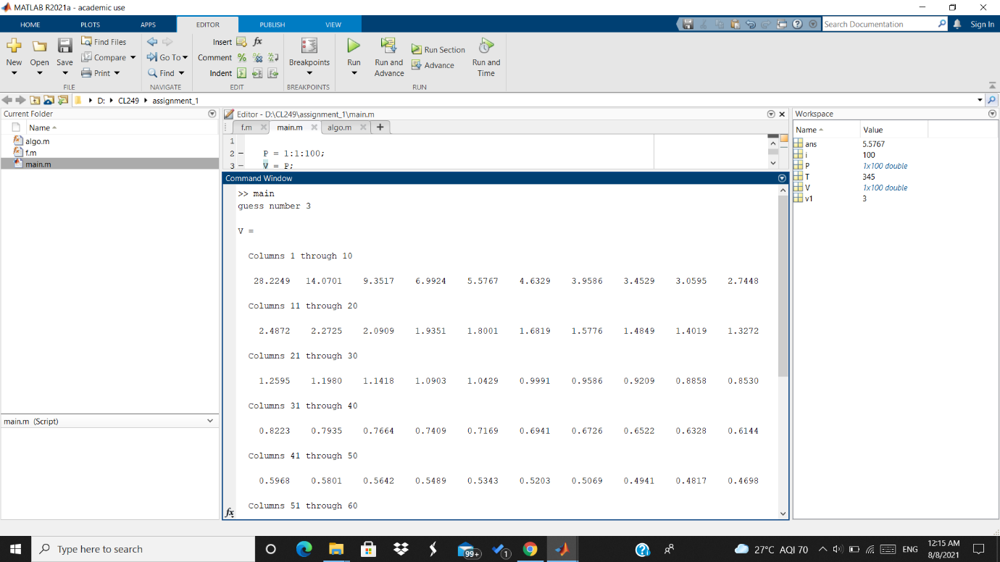 MATLAB R2021a - academic use
HOME PLOTS APPS EDITOR PUBLISH VIEW Search Documentation Sign In
New Open Save Find Files Compare Print
FILE
Go To Find
NAVIGATE
Insert fx
Comment %
Indent
EDIT
Breakpoints
BREAKPOINTS
Run Run and Advance Run Section Advance Run and Time
RUN
D: CL249 assignment_1
Current Folder
Name
algo.m
f.m
main.m
main.m (Script)
Editor - D:\CL249\assignment_1\main.m
f.m main.m algo.m +
1
2 - P = 1:1:100;
3 - V = P;
Command Window
>> main
guess number 3
V =
Columns 1 through 10
28.2249 14.0701 9.3517 6.9924 5.5767 4.6329 3.9586 3.4529 3.0595 2.7448
Columns 11 through 20
2.4872 2.2725 2.0909 1.9351 1.8001 1.6819 1.5776 1.4849 1.4019 1.3272
Columns 21 through 30
1.2595 1.1980 1.1418 1.0903 1.0429 0.9991 0.9586 0.9209 0.8858 0.8530
Columns 31 through 40
0.8223 0.7935 0.7664 0.7409 0.7169 0.6941 0.6726 0.6522 0.6328 0.6144
Columns 41 through 50
0.5968 0.5801 0.5642 0.5489 0.5343 0.5203 0.5069 0.4941 0.4817 0.4698
Columns 51 through 60
fx
Workspace
Name Value
ans 5.5767
i 100
P 1x100 double
T 345
V 1x100 double
v1 3
Type here to search
99+
1
27°C AQI 70 ENG
12:15 AM
8/8/2021